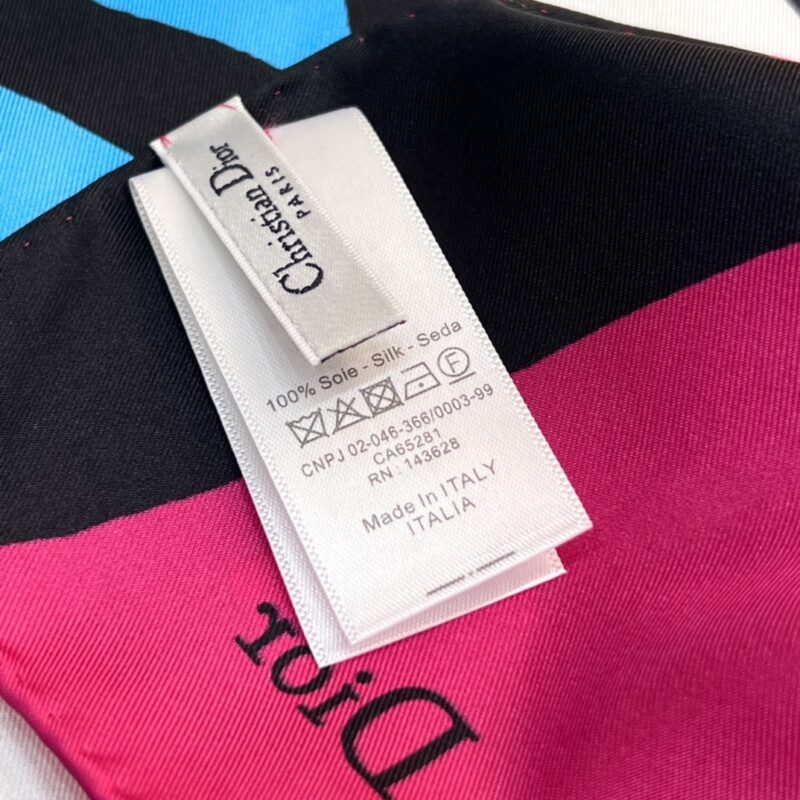 Christian Dior
PARIS
100% Soie - Silk - Seda
CNPJ 02-046-366/0003-99
CA65281
RN : 143628
Made In ITALY
ITALIA
Dior